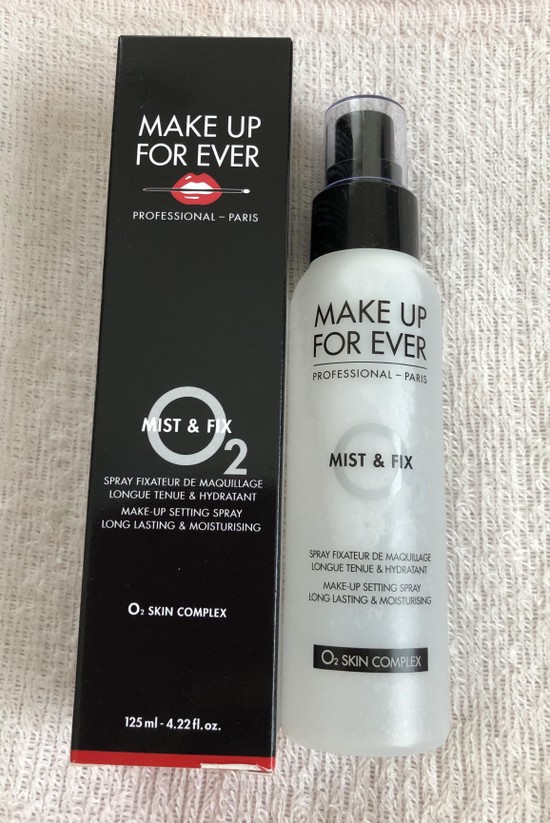 MAKE UP
FOR EVER
PROFESSIONAL – PARIS
MIST & FIX
O2
SPRAY FIXATEUR DE MAQUILLAGE
LONGUE TENUE & HYDRATANT
MAKE-UP SETTING SPRAY
LONG LASTING & MOISTURISING
O2 SKIN COMPLEX
125 ml - 4.22 fl. oz.
MAKE UP
FOR EVER
PROFESSIONAL – PARIS
O
MIST & FIX
SPRAY FIXATEUR DE MAQUILLAGE
LONGUE TENUE & HYDRATANT
MAKE-UP SETTING SPRAY
LONG LASTING & MOISTURISING
O2 SKIN COMPLEX